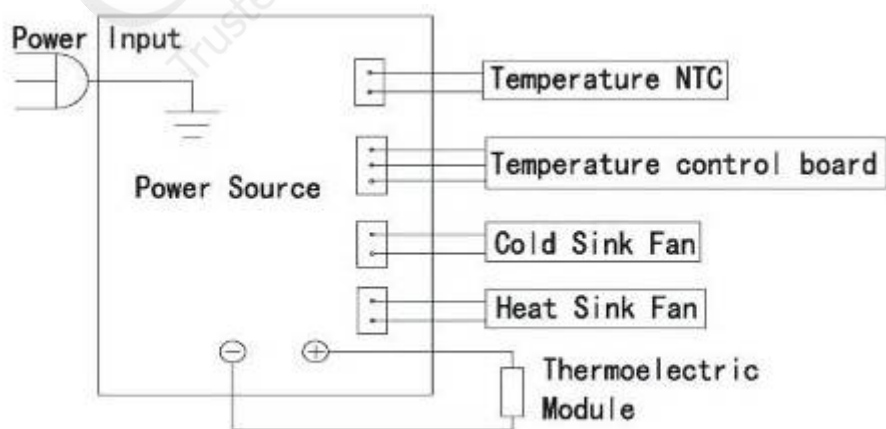 Power Input
Temperature NTC
Temperature control board
Power Source
Cold Sink Fan
Heat Sink Fan
Thermoelectric
Module